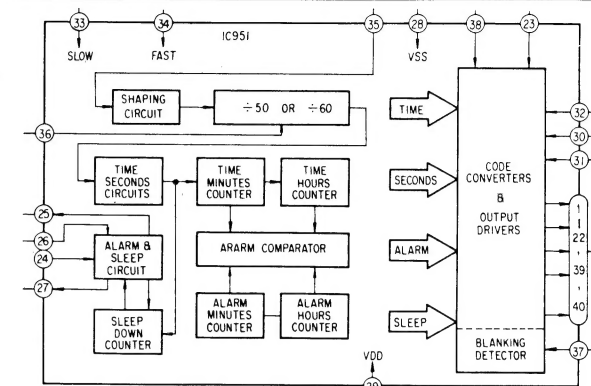 33
34
35
28
38
23
IC951
SLOW
FAST
VSS
SHAPING
CIRCUIT
÷50 OR ÷60
TIME
32
36
30
31
TIME
SECONDS
CIRCUITS
TIME
MINUTES
COUNTER
TIME
HOURS
COUNTER
SECONDS
CODE
CONVERTERS
&
OUTPUT
DRIVERS
25
26
24
27
ALARM &
SLEEP
CIRCUIT
ARARM COMPARATOR
ALARM
1
|
22
,
39
,
40
SLEEP
DOWN
COUNTER
ALARM
MINUTES
COUNTER
ALARM
HOURS
COUNTER
SLEEP
BLANKING
DETECTOR
37
VDD
29